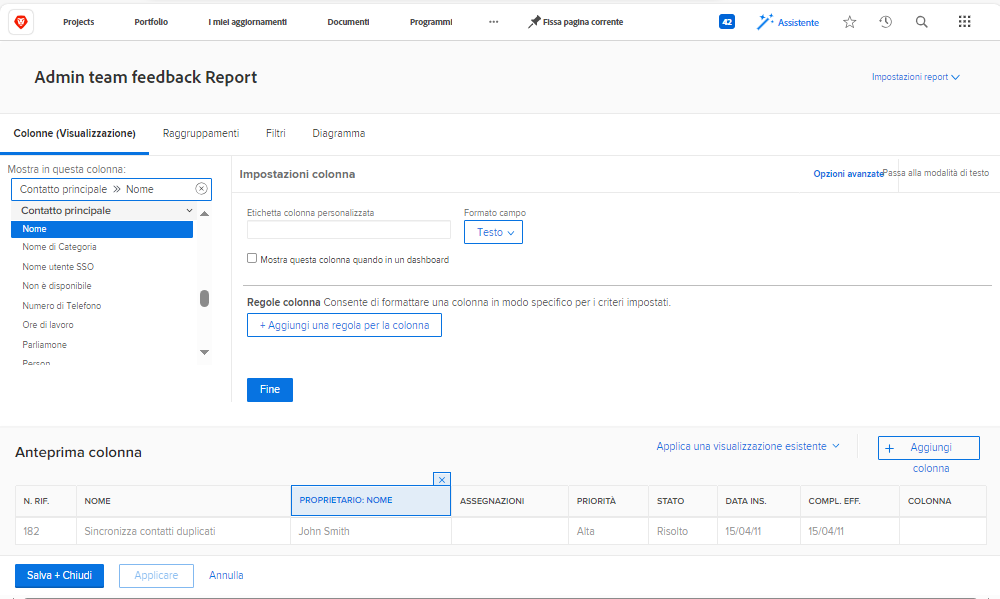 Projects Portfolio I miei aggiornamenti Documenti Programmi ··· Fissa pagina corrente 42 Assistente
Admin team feedback Report
Impostazioni report
Colonne (Visualizzazione) Raggruppamenti Filtri Diagramma
Mostra in questa colonna:
Contatto principale » Nome
Contatto principale
Nome
Nome di Categoria
Nome utente SSO
Non è disponibile
Numero di Telefono
Ore di lavoro
Parliamone
Person
Impostazioni colonna
Opzioni avanzate Passa alla modalità di testo
Etichetta colonna personalizzata
Formato campo
Testo
Mostra questa colonna quando in un dashboard
Regole colonna Consente di formattare una colonna in modo specifico per i criteri impostati.
+ Aggiungi una regola per la colonna
Fine
Anteprima colonna
Applica una visualizzazione esistente
+ Aggiungi
colonna
N. RIF. NOME PROPRIETARIO: NOME ASSEGNAZIONI PRIORITÀ STATO DATA INS. COMPL. EFF. COLONNA
182 Sincronizza contatti duplicati John Smith Alta Risolto 15/04/11 15/04/11
Salva + Chiudi Applicare Annulla